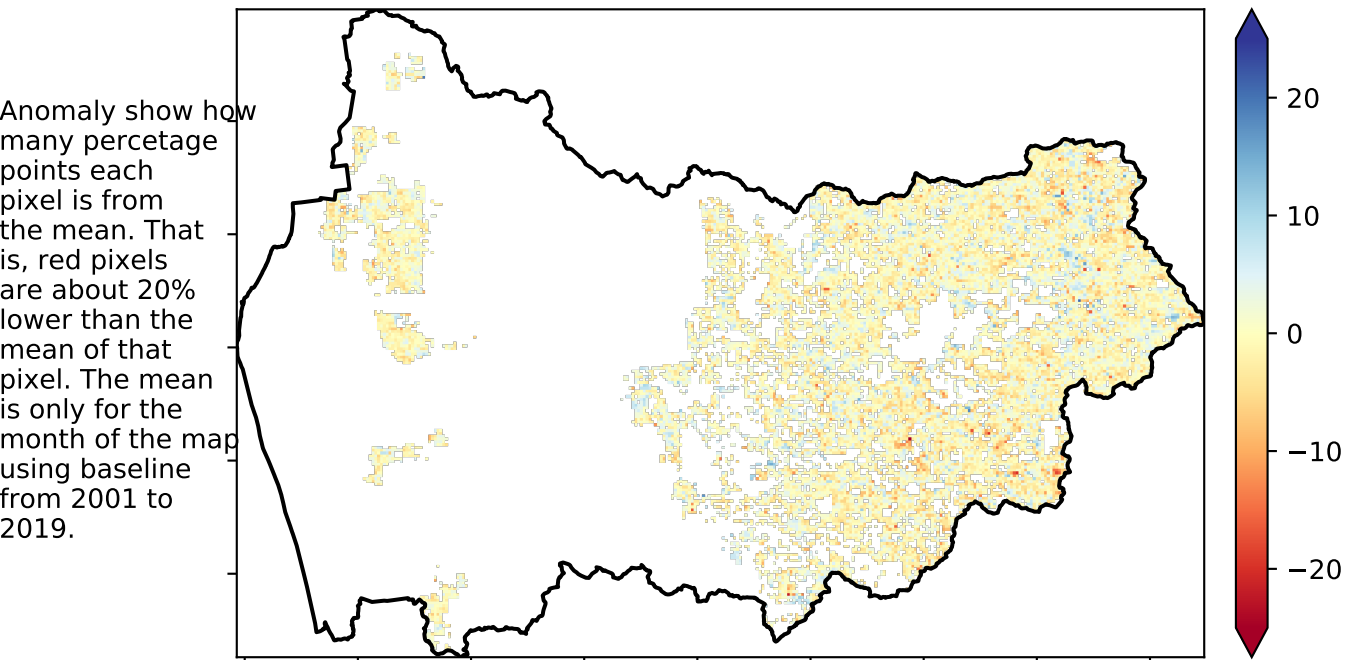 Anomaly show how
many percetage
points each
pixel is from
the mean. That
is, red pixels
are about 20%
lower than the
mean of that
pixel. The mean
is only for the
month of the map
using baseline
from 2001 to
2019.
20
10
0
−10
−20